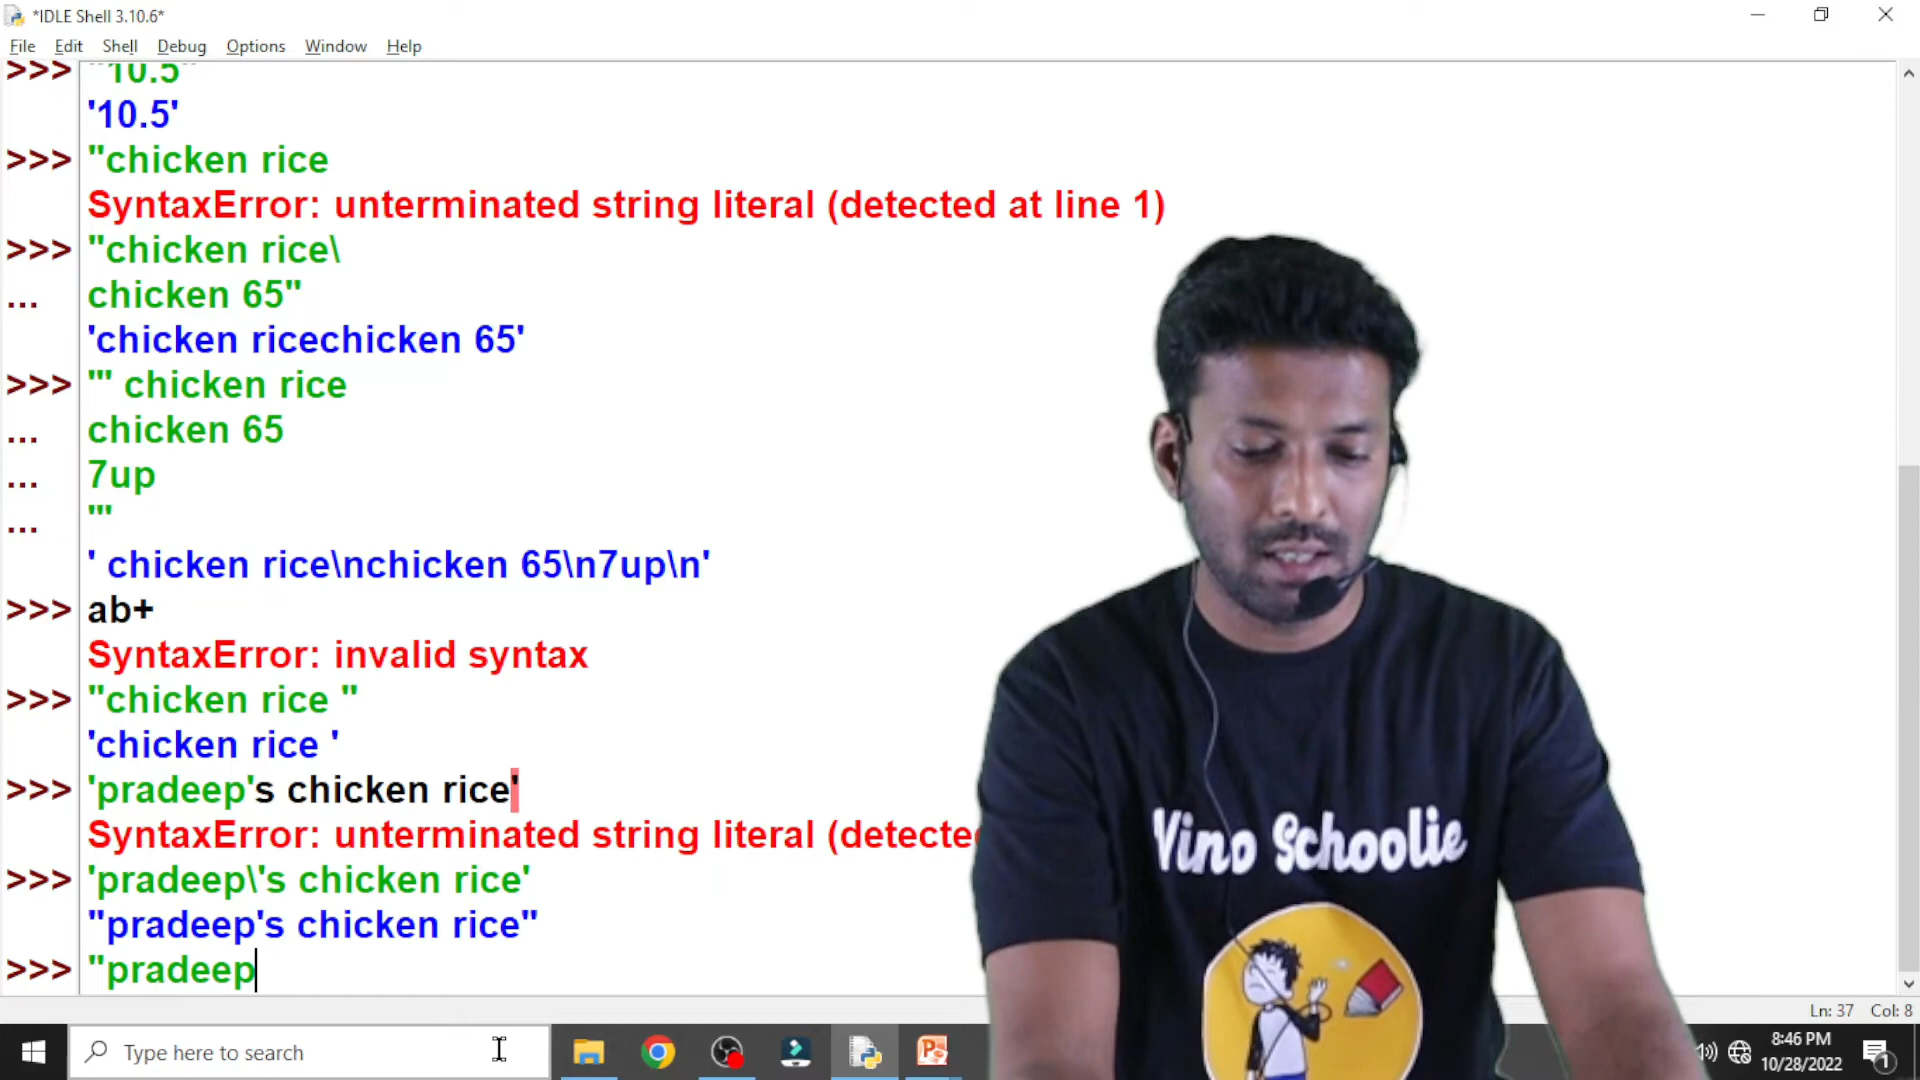 *IDLE Shell 3.10.6*
File Edit Shell Debug Options Window Help
>>> "10.5"
'10.5'
>>> "chicken rice
SyntaxError: unterminated string literal (detected at line 1)
>>> "chicken rice\
... chicken 65"
'chicken ricechicken 65'
>>> ''' chicken rice
... chicken 65
... 7up
... '''
' chicken rice\nchicken 65\n7up\n'
>>> ab+
SyntaxError: invalid syntax
>>> "chicken rice "
'chicken rice '
>>> 'pradeep's chicken rice'
SyntaxError: unterminated string literal (detected
>>> 'pradeep\'s chicken rice'
"pradeep's chicken rice"
>>> "pradeep
Vino Schoolie
Ln: 37 Col: 8
Type here to search
8:46 PM
10/28/2022
1